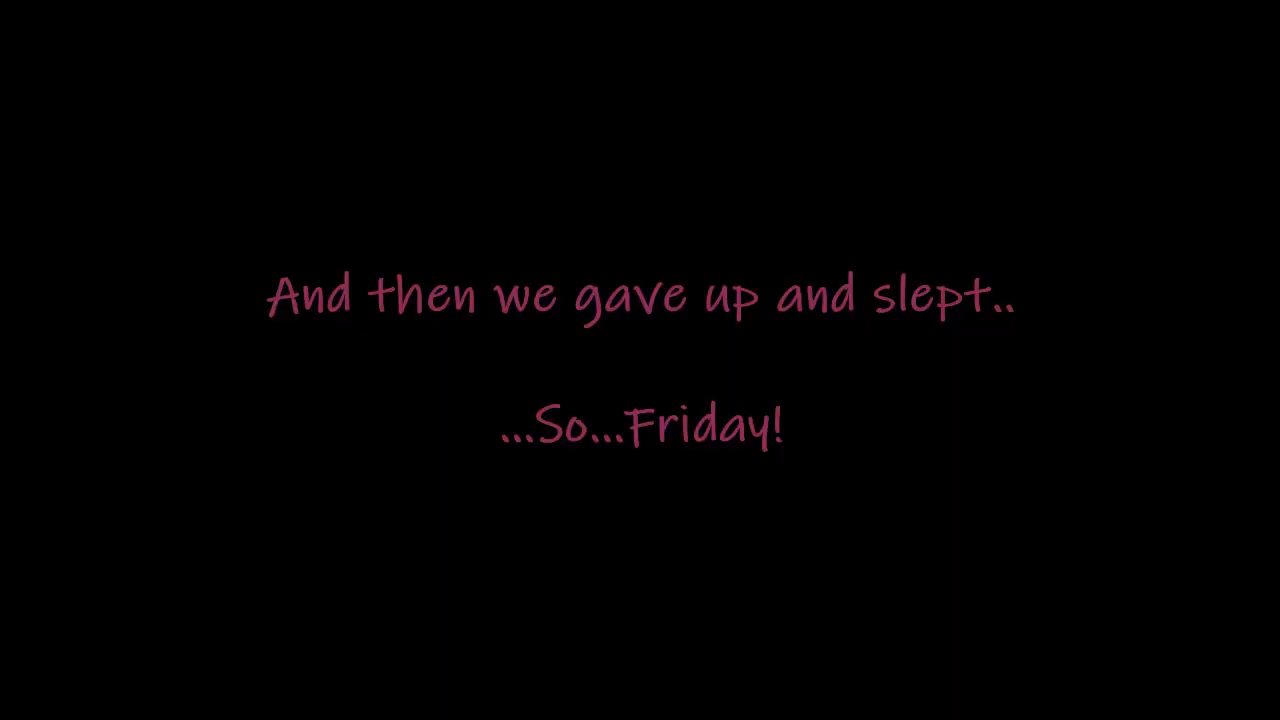 And then we gave up and slept..
...So...Friday!